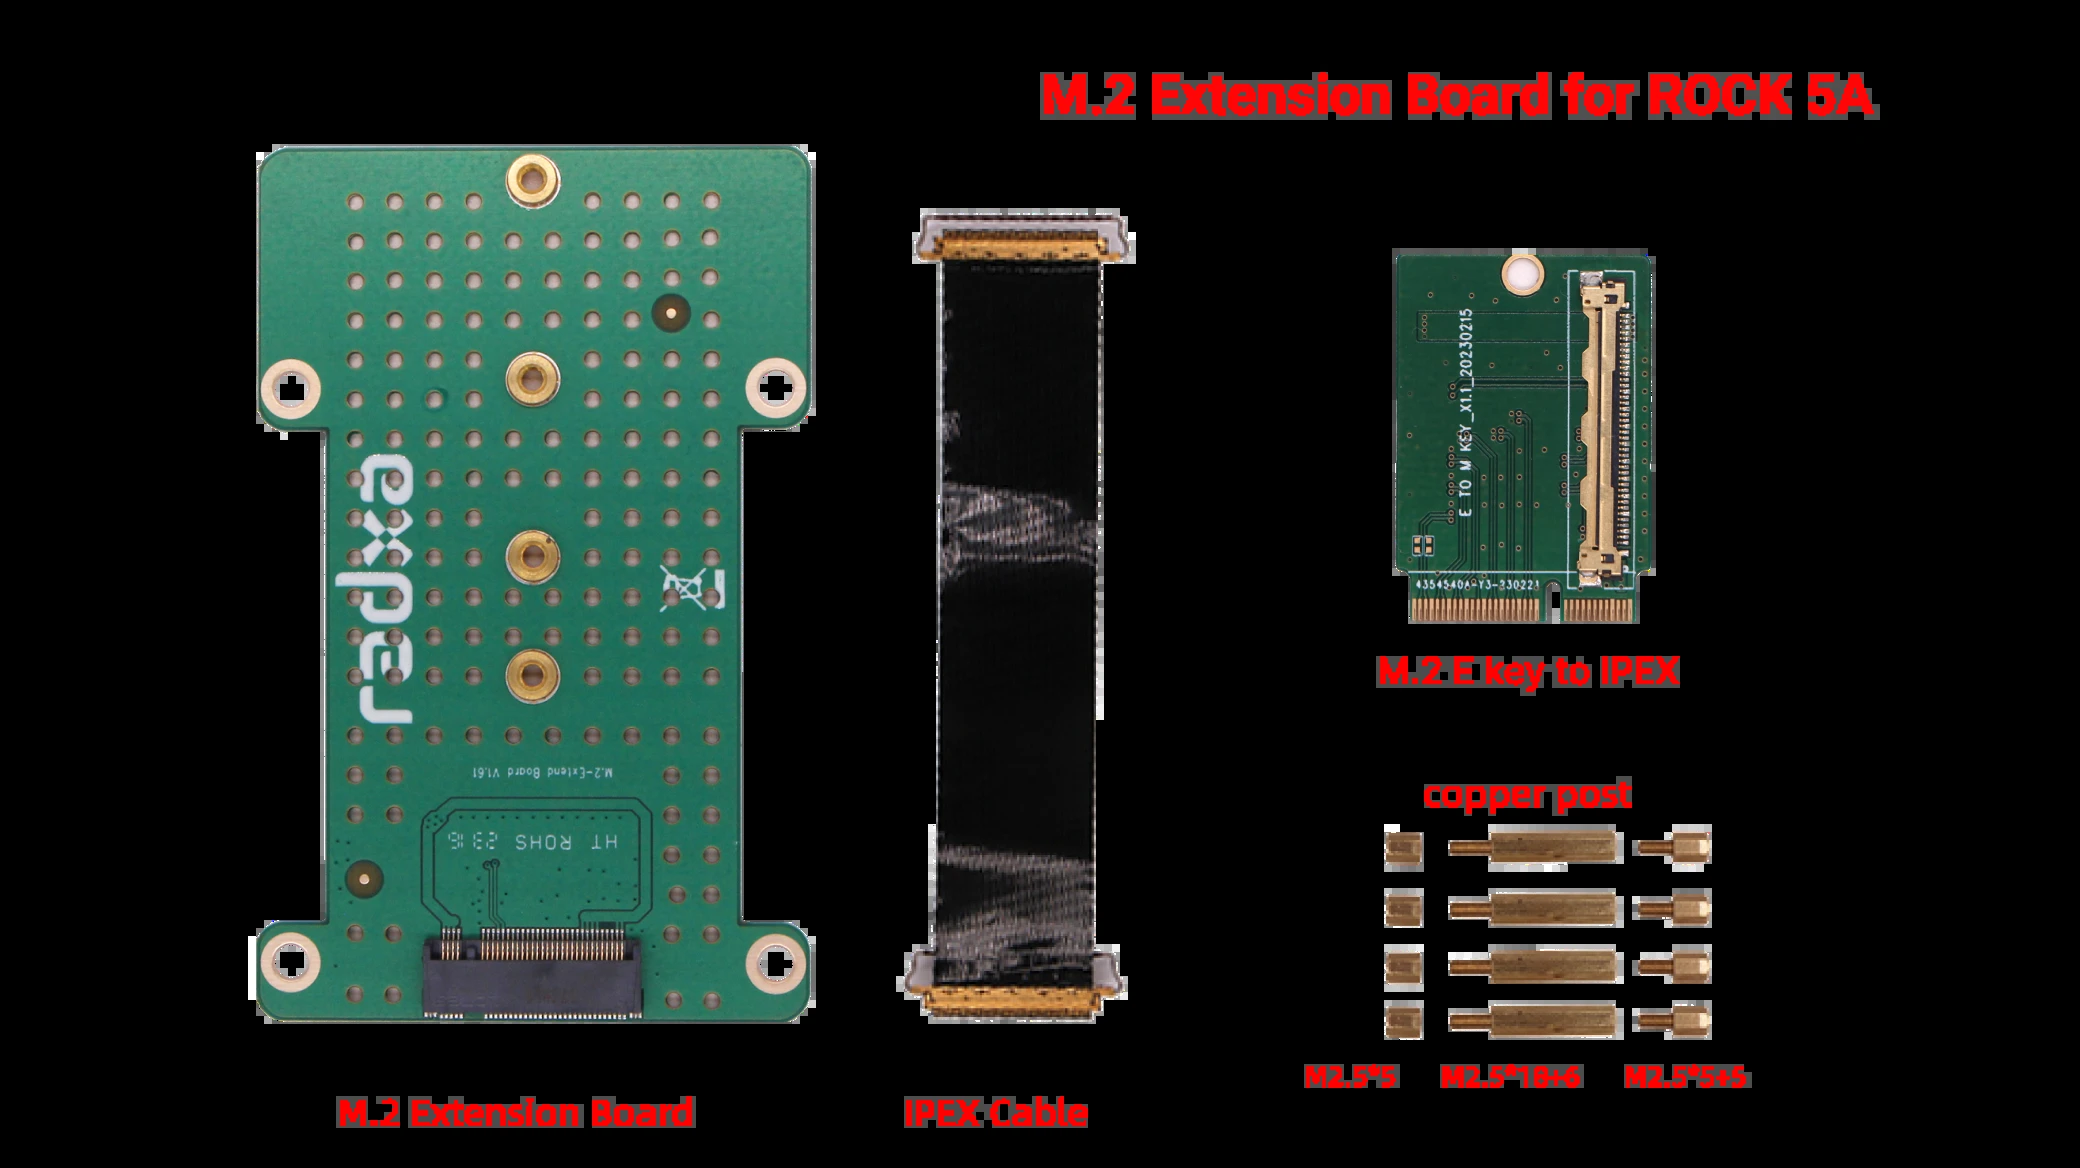 M.2 Extension Board for ROCK 5A
radxa
M.2-Extend Board V1.61
HT ROHS 2316
E TO M KEY_X1.1_20230215
4354540A-Y3-230221
M.2 E key to IPEX
copper post
M2.5*5 M2.5*18+6 M2.5*5+5
M.2 Extension Board
IPEX Cable